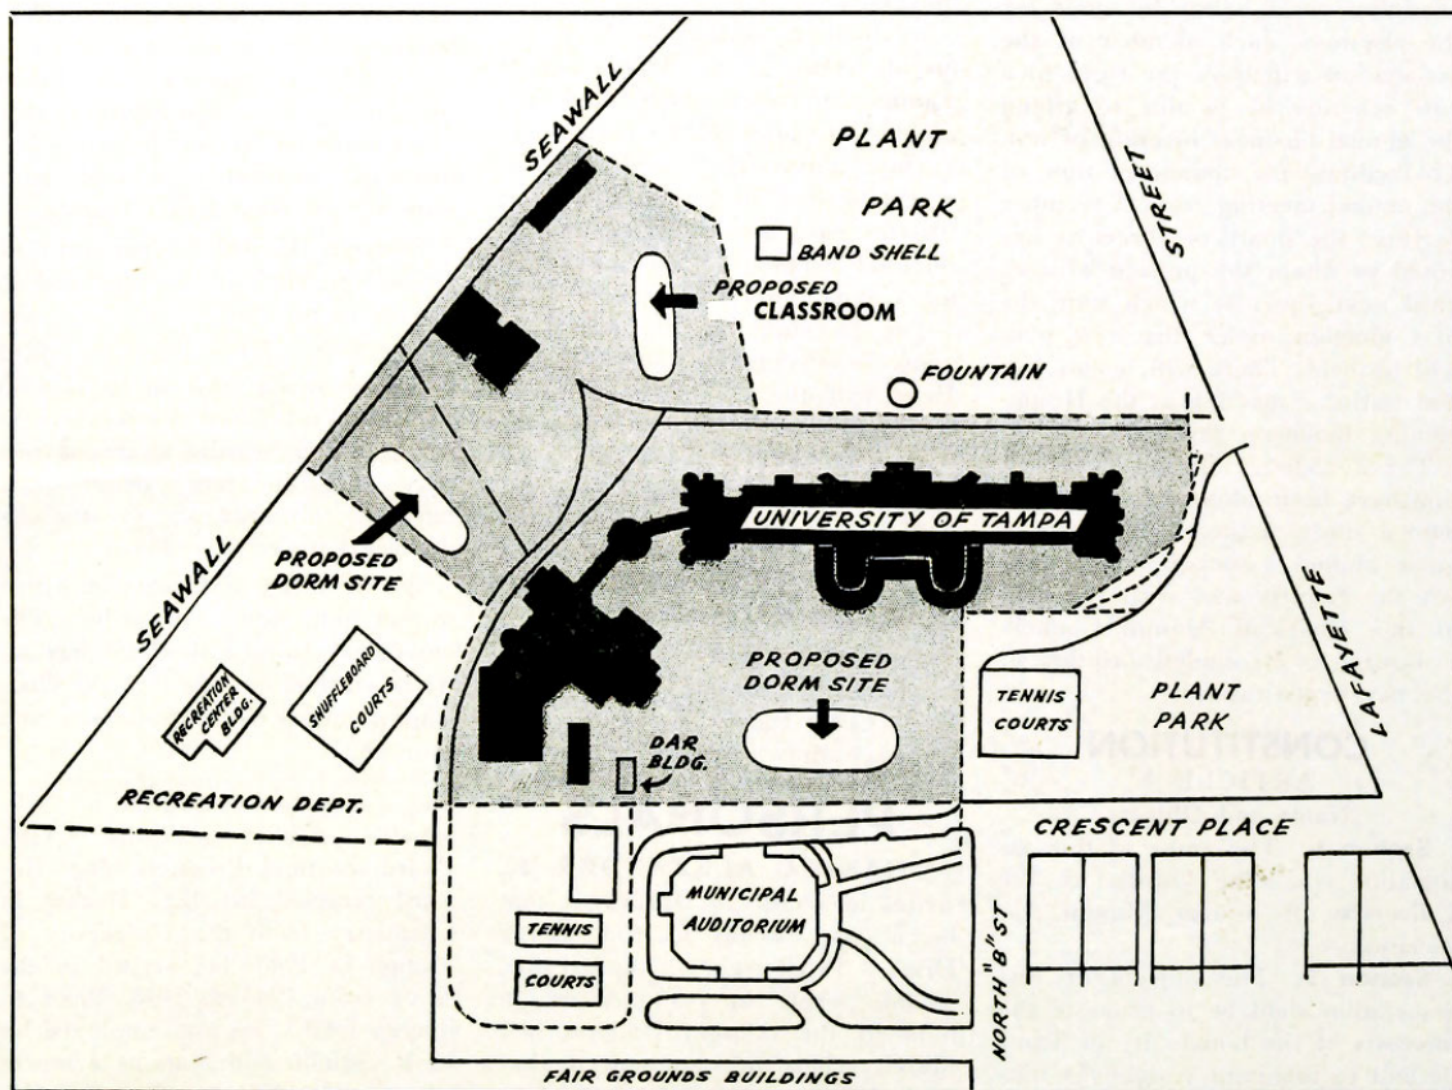 SEAWALL
PLANT
PARK
STREET
BAND SHELL
PROPOSED
CLASSROOM
FOUNTAIN
UNIVERSITY OF TAMPA
PROPOSED
DORM SITE
SEAWALL
LAFAYETTE
RECREATION
CENTER
BLDG.
SHUFFLEBOARD
COURTS
PROPOSED
DORM SITE
TENNIS
COURTS
PLANT
PARK
DAR
BLDG.
RECREATION DEPT.
CRESCENT PLACE
MUNICIPAL
AUDITORIUM
TENNIS
COURTS
NORTH "B" ST
FAIR GROUNDS BUILDINGS